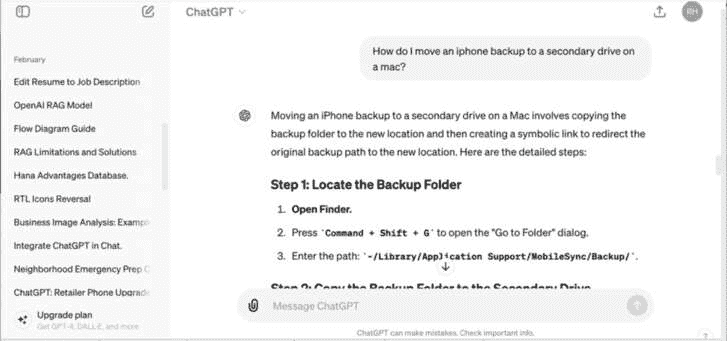 ChatGPT
RH
February
Edit Resume to Job Description
OpenAI RAG Model
Flow Diagram Guide
RAG Limitations and Solutions
Hana Advantages Database.
RTL Icons Reversal
Business Image Analysis: Exampl
Integrate ChatGPT in Chat.
Neighborhood Emergency Prep C
ChatGPT: Retailer Phone Upgrade
Upgrade plan
Get GPT-4, DALL·E, and more
How do I move an iphone backup to a secondary drive on
a mac?
Moving an iPhone backup to a secondary drive on a Mac involves copying the
backup folder to the new location and then creating a symbolic link to redirect the
original backup path to the new location. Here are the detailed steps:
Step 1: Locate the Backup Folder
1. Open Finder.
2. Press `Command + Shift + G` to open the "Go to Folder" dialog.
3. Enter the path: `~/Library/Application Support/MobileSync/Backup/`.
Step 2: Copy the Backup Folder to the Secondary Drive
Message ChatGPT
ChatGPT can make mistakes. Check important info.
?